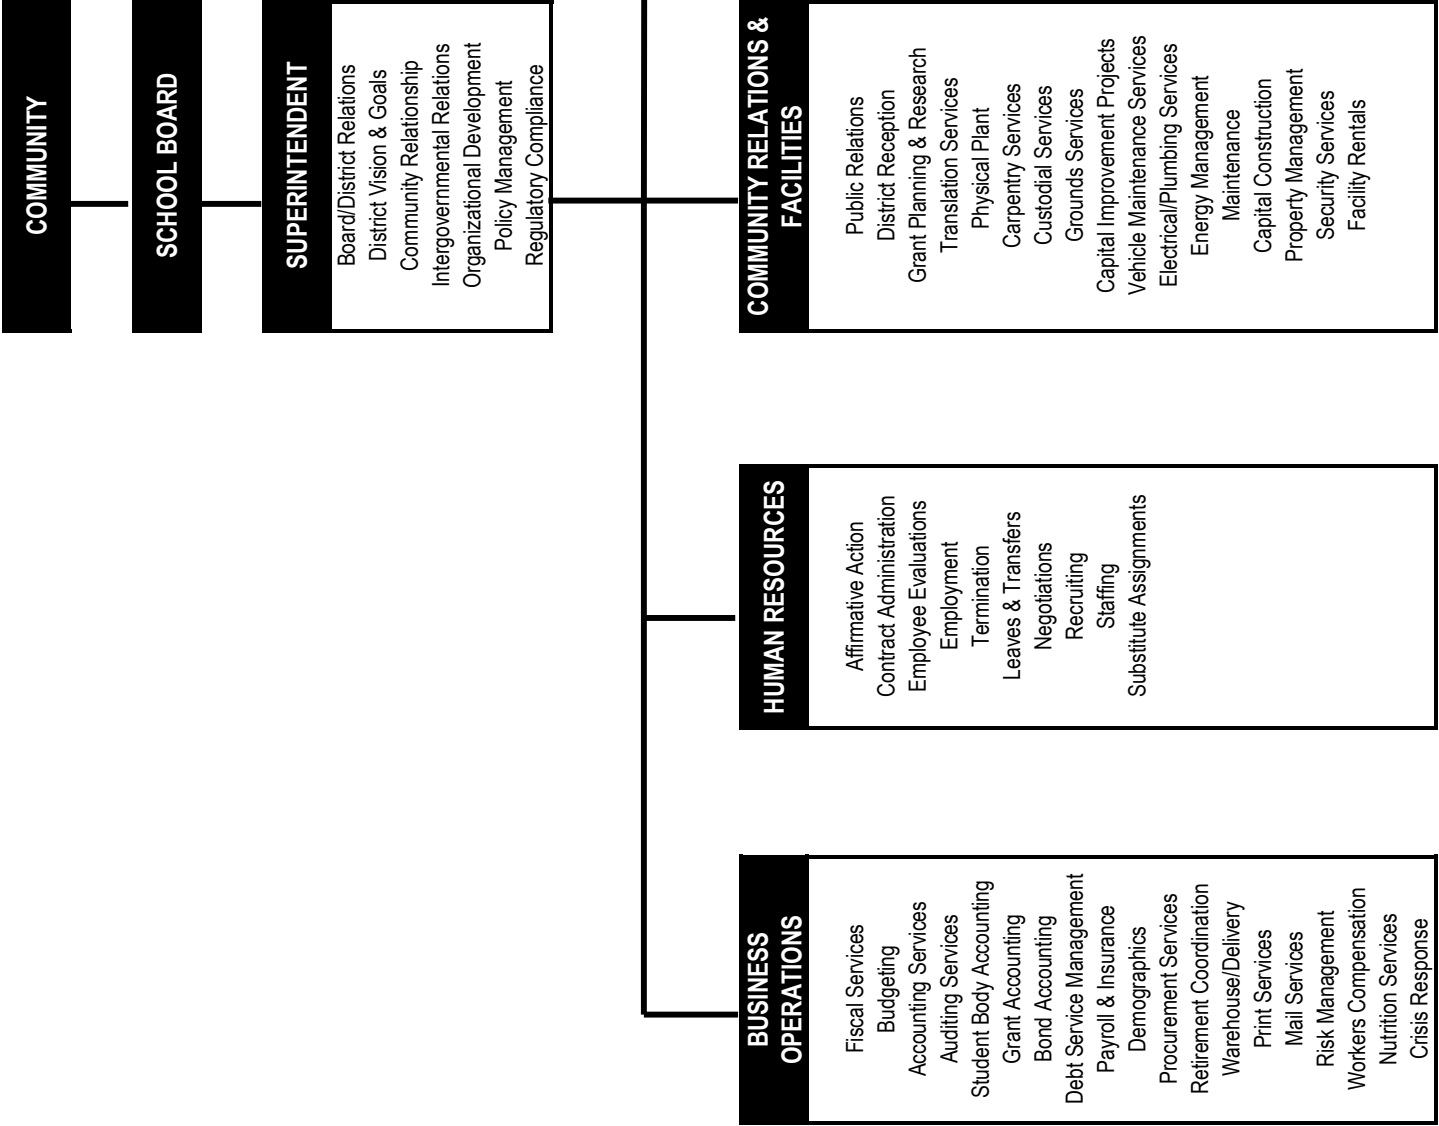 COMMUNITY
SCHOOL BOARD
SUPERINTENDENT
Board/District Relations
District Vision & Goals
Community Relationship
Intergovernmental Relations
Organizational Development
Policy Management
Regulatory Compliance
BUSINESS
OPERATIONS
Fiscal Services
Budgeting
Accounting Services
Auditing Services
Student Body Accounting
Grant Accounting
Bond Accounting
Debt Service Management
Payroll & Insurance
Demographics
Procurement Services
Retirement Coordination
Warehouse/Delivery
Print Services
Mail Services
Risk Management
Workers Compensation
Nutrition Services
Crisis Response
HUMAN RESOURCES
Affirmative Action
Contract Administration
Employee Evaluations
Employment
Termination
Leaves & Transfers
Negotiations
Recruiting
Staffing
Substitute Assignments
COMMUNITY RELATIONS &
FACILITIES
Public Relations
District Reception
Grant Planning & Research
Translation Services
Physical Plant
Carpentry Services
Custodial Services
Grounds Services
Capital Improvement Projects
Vehicle Maintenance Services
Electrical/Plumbing Services
Energy Management
Maintenance
Capital Construction
Property Management
Security Services
Facility Rentals